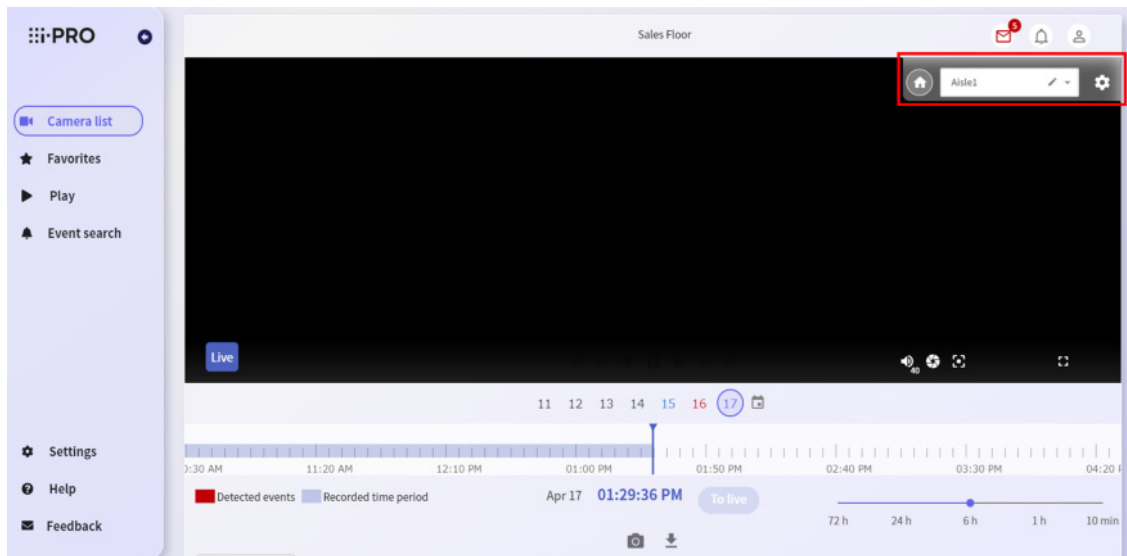 i-PRO
Sales Floor
5
Aisle1
Camera list
Favorites
Play
Event search
Live
40
11 12 13 14 15 16 17
):30 AM 11:20 AM 12:10 PM 01:00 PM 01:50 PM 02:40 PM 03:30 PM 04:20 P
Detected events Recorded time period Apr 17 01:29:36 PM To live
72 h 24 h 6 h 1 h 10 min
Settings
Help
Feedback